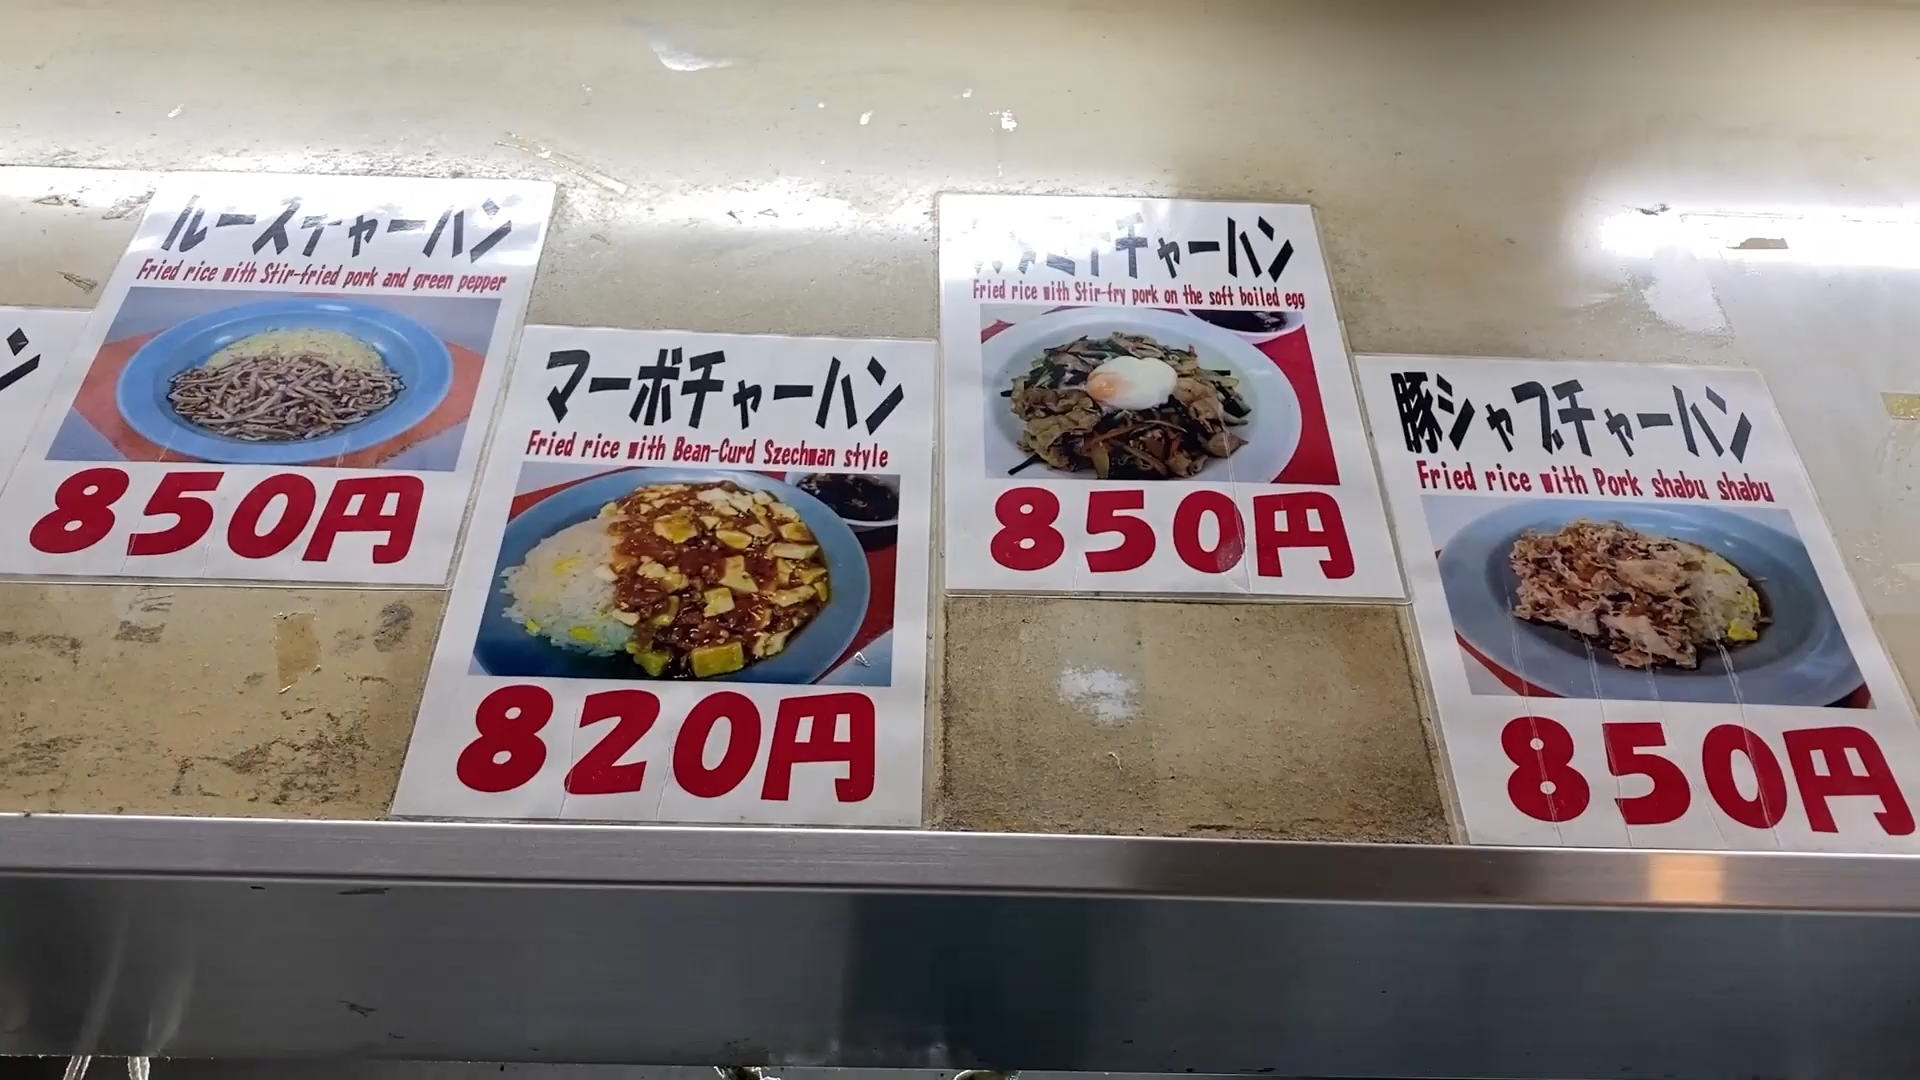 ン
ルースチャーハン
Fried rice with Stir-fried pork and green pepper
850円
マーボチャーハン
Fried rice with Bean-Curd Szechwan style
820円
チャーハン
Fried rice with Stir-fry pork on the soft boiled egg
850円
豚シャブチャーハン
Fried rice with Pork shabu shabu
850円